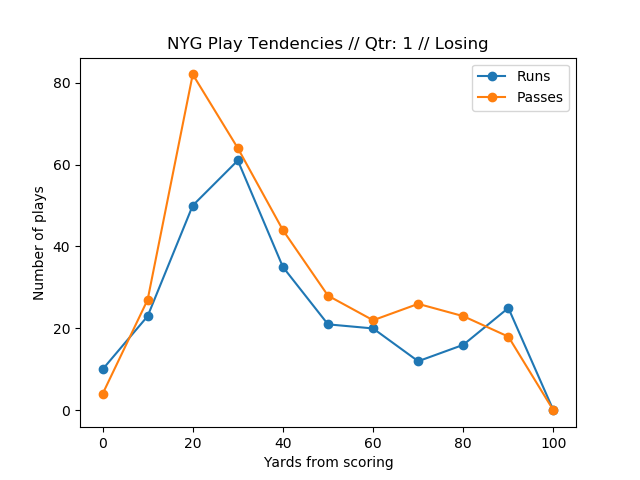 NYG Play Tendencies // Qtr: 1 // Losing
Runs
Passes
80
60
40
20
0
Number of plays
0 20 40 60 80 100
Yards from scoring